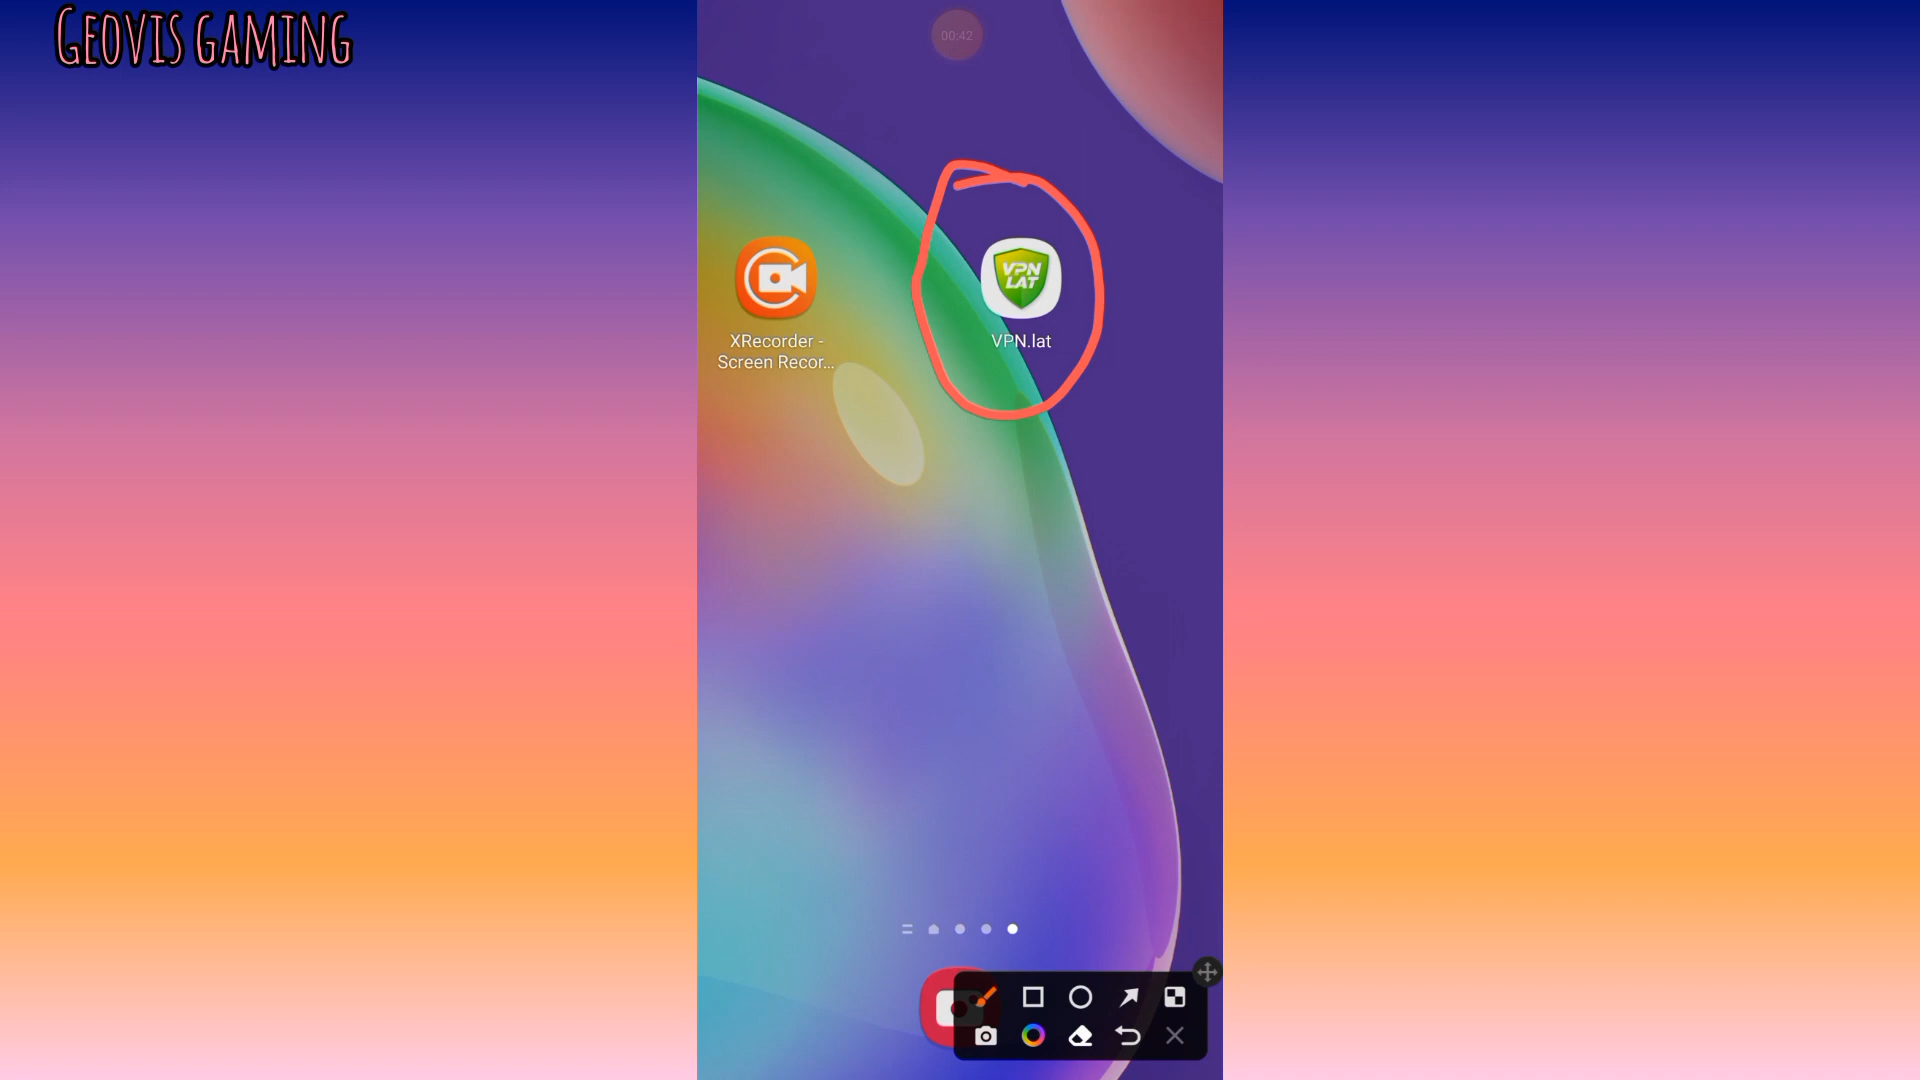 Geovis gaming
00:42
VPN
LAT
XRecorder -
Screen Recor...
VPN.lat